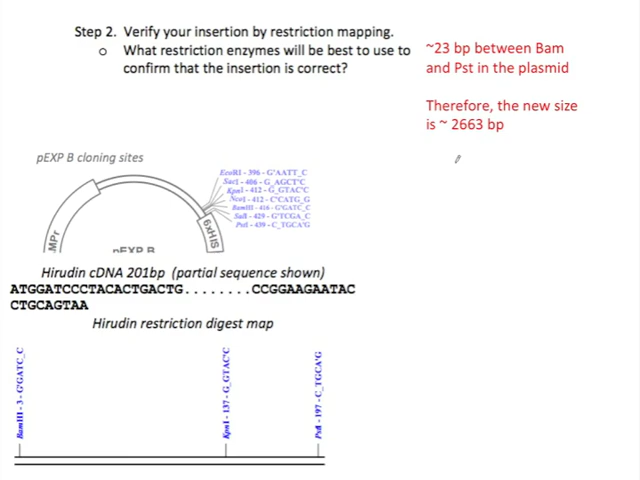 Step 2.  Verify your insertion by restriction mapping.
o What restriction enzymes will be best to use to
confirm that the insertion is correct?
~23 bp between Bam
and Pst in the plasmid
Therefore, the new size
is ~ 2663 bp
pEXP B cloning sites
EcoRI - 396 - G'AATT_C
SacI - 406 - G_AGCT'C
KpnI - 412 - G_GTAC'C
NcoI - 412 - C'CATG_G
BamHI - 416 - G'GATC_C
SalI - 429 - G'TCGA_C
PstI - 439 - C_TGCA'G
6xHIS
pEXP B
Hirudin cDNA 201bp  (partial sequence shown)
ATGGATCCCTACACTGACTG........CCGGAAGAATAC
CTGCAGTAA
Hirudin restriction digest map
BamHI - 3 - G'GATC_C
KpnI - 137 - G_GTAC'C
PstI - 197 - C_TGCA'G